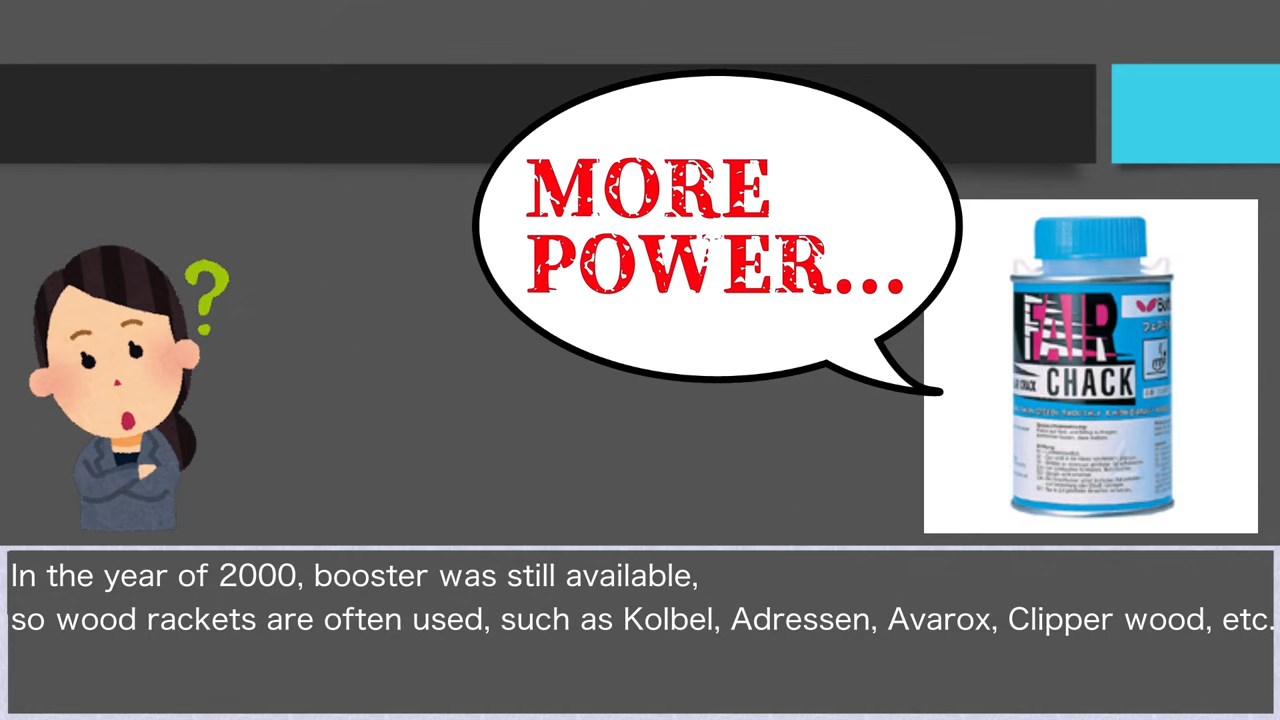 MORE
POWER...
FAIR
CHACK
In the year of 2000, booster was still available,
so wood rackets are often used, such as Kolbel, Adressen, Avarox, Clipper wood, etc.